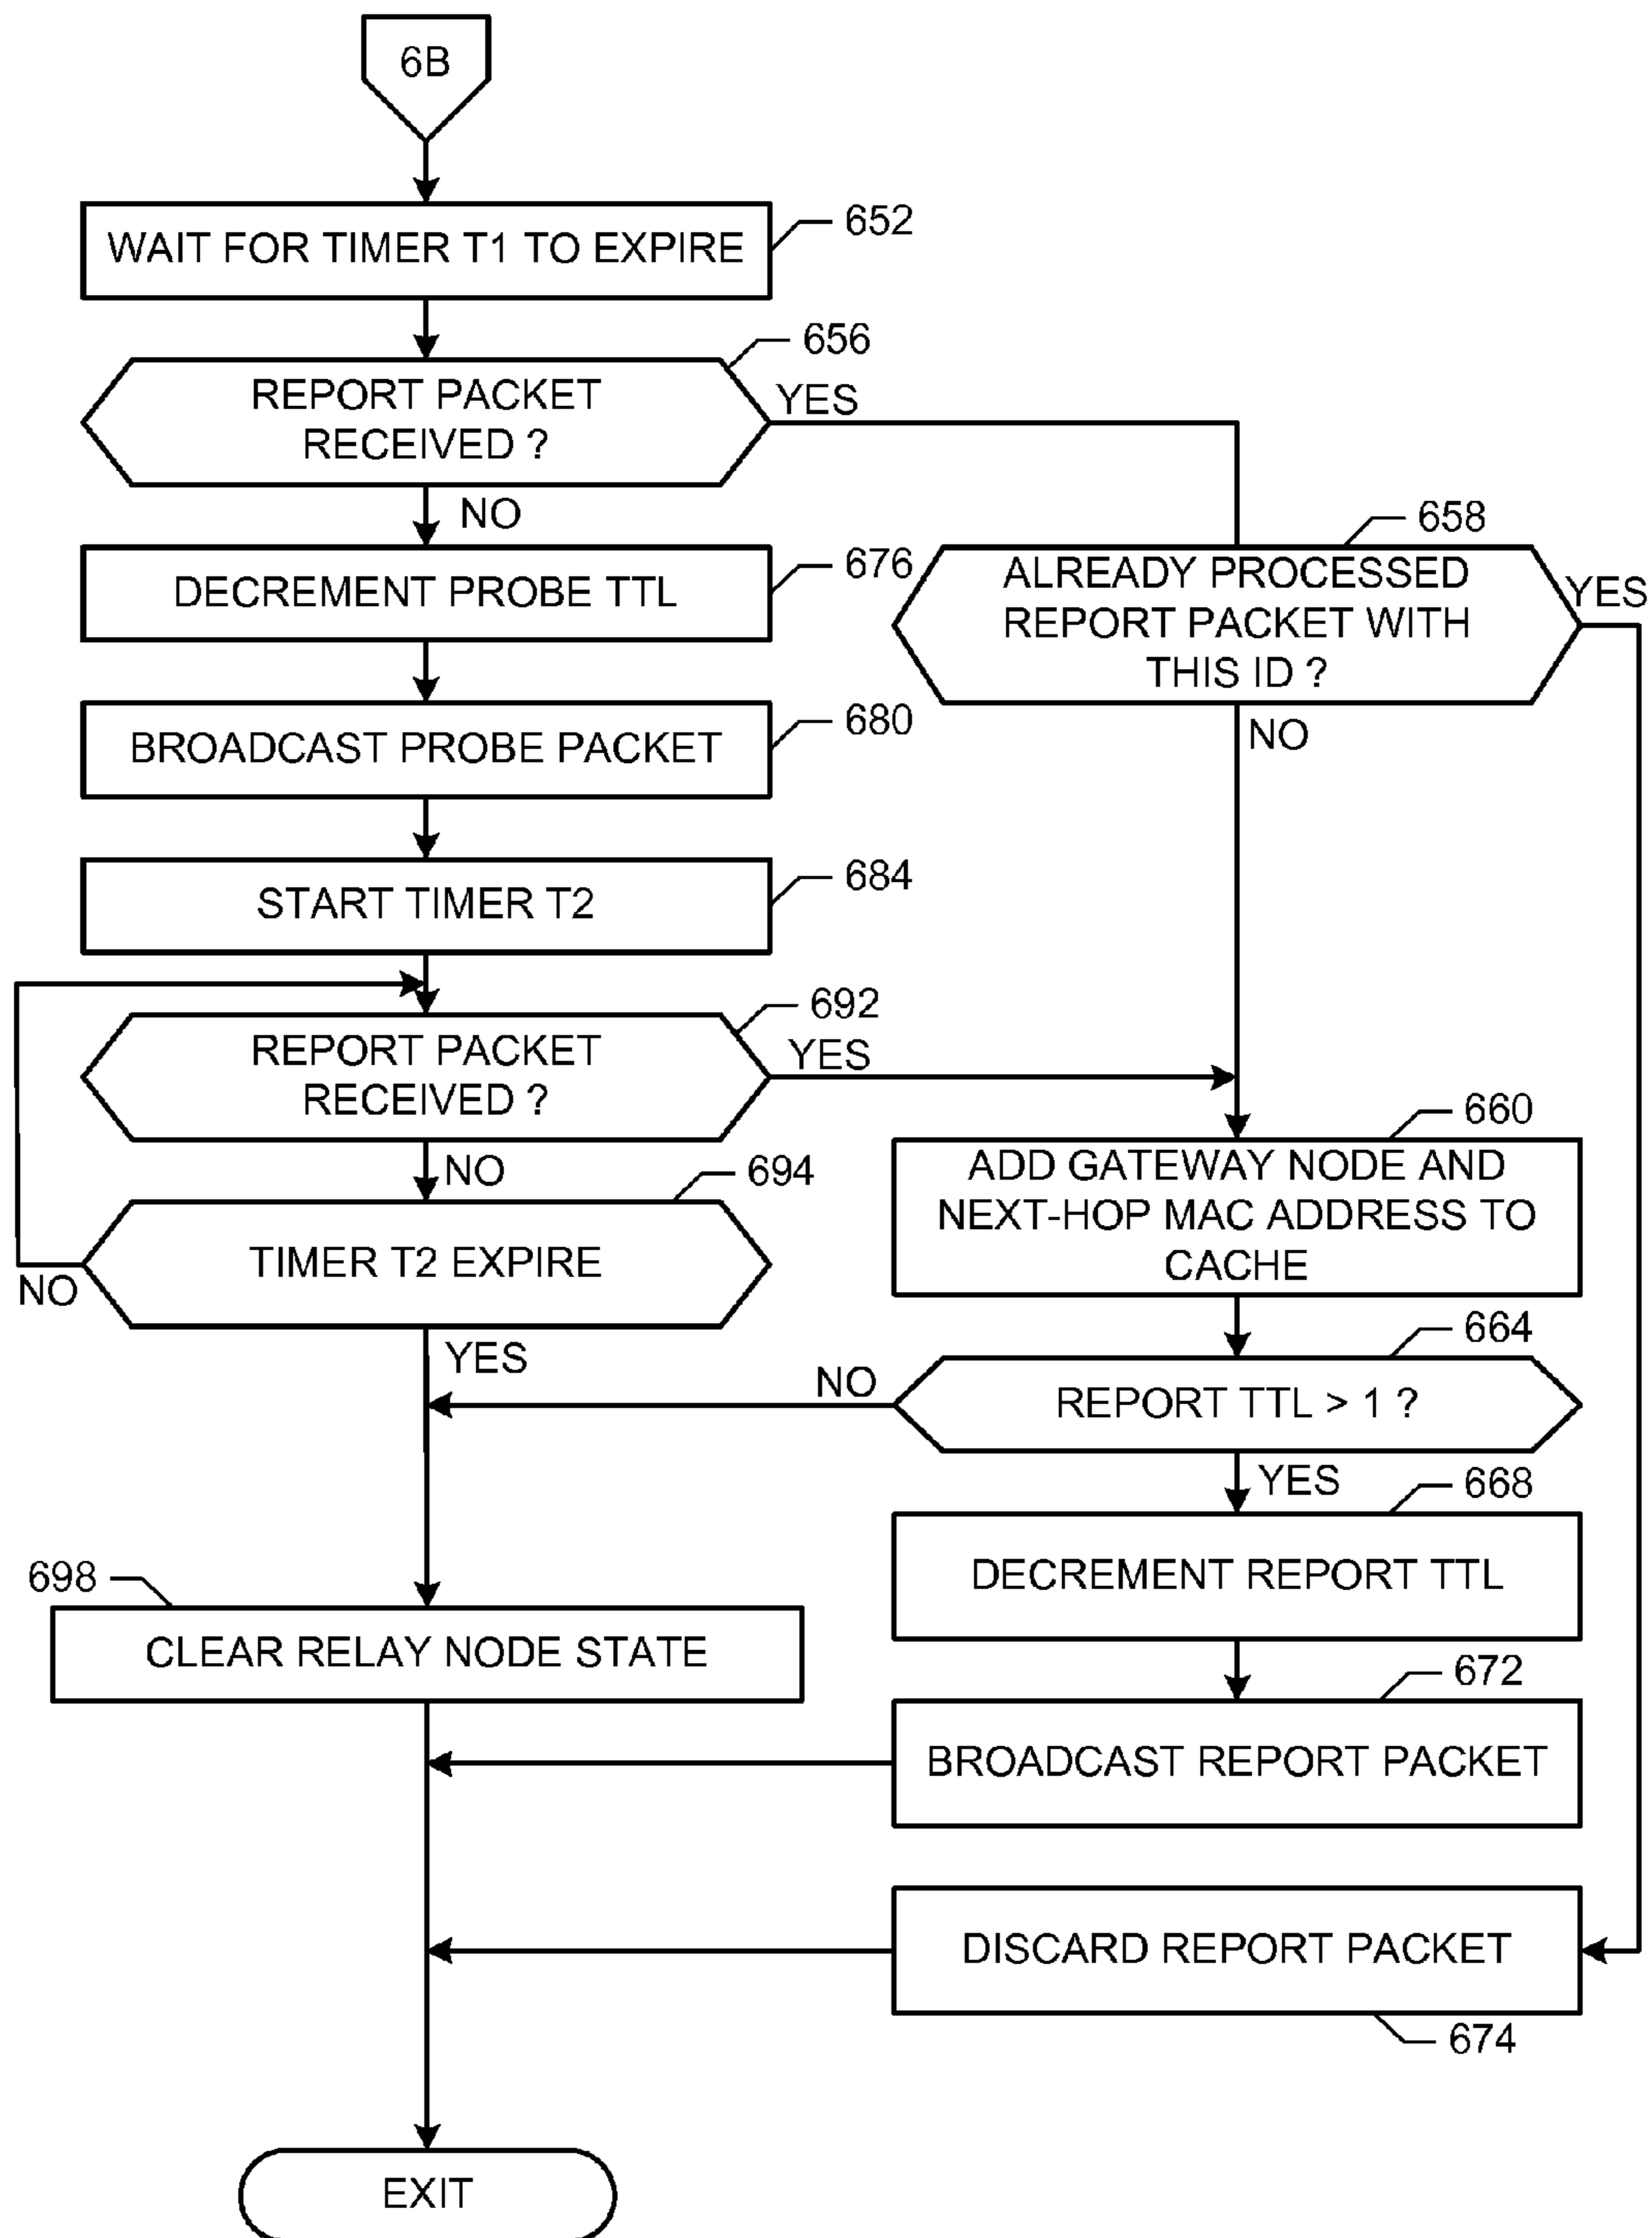 6B
WAIT FOR TIMER T1 TO EXPIRE
652
656
REPORT PACKET
RECEIVED ?
YES
NO
658
ALREADY PROCESSED
REPORT PACKET WITH
THIS ID ?
YES
NO
DECREMENT PROBE TTL
676
BROADCAST PROBE PACKET
680
START TIMER T2
684
692
REPORT PACKET
RECEIVED ?
YES
NO
694
TIMER T2 EXPIRE
NO
YES
660
ADD GATEWAY NODE AND
NEXT-HOP MAC ADDRESS TO
CACHE
664
REPORT TTL > 1 ?
NO
YES
668
DECREMENT REPORT TTL
698
CLEAR RELAY NODE STATE
672
BROADCAST REPORT PACKET
DISCARD REPORT PACKET
674
EXIT